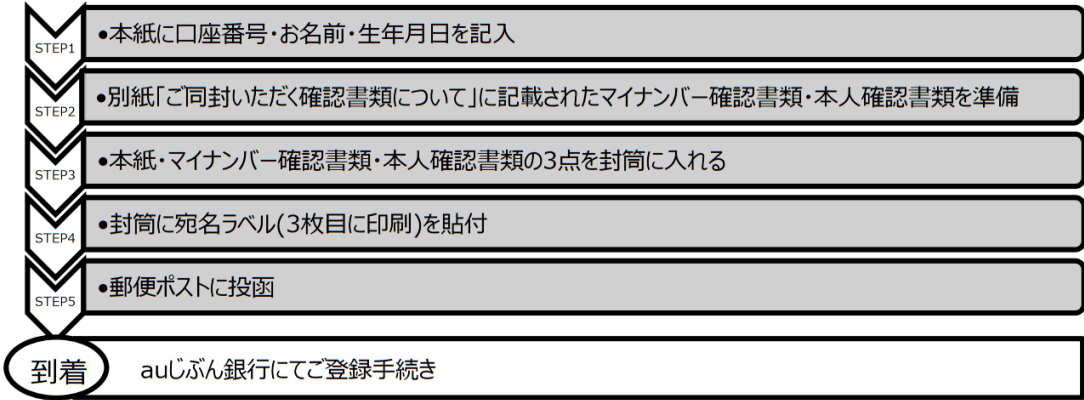 STEP1 •本紙に口座番号・お名前・生年月日を記入
STEP2 •別紙「ご同封いただく確認書類について」に記載されたマイナンバー確認書類・本人確認書類を準備
STEP3 •本紙・マイナンバー確認書類・本人確認書類の3点を封筒に入れる
STEP4 •封筒に宛名ラベル(3枚目に印刷)を貼付
STEP5 •郵便ポストに投函
到着 auじぶん銀行にてご登録手続き